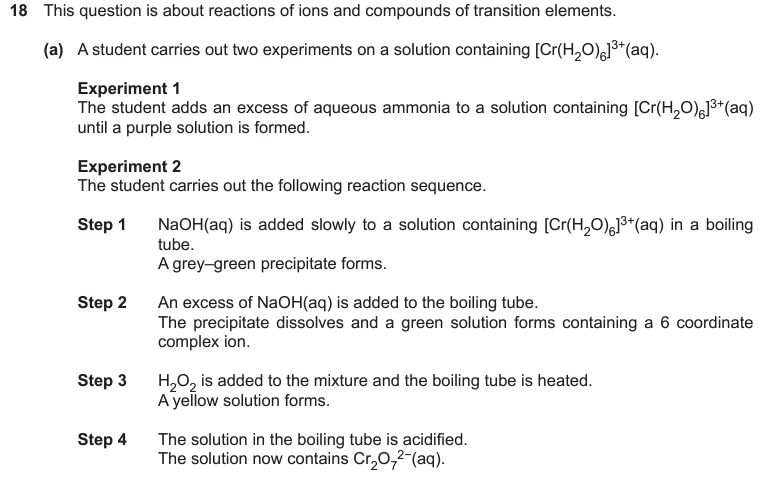 18 This question is about reactions of ions and compounds of transition elements.
(a) A student carries out two experiments on a solution containing [Cr(H₂O)₆]³⁺(aq).
Experiment 1
The student adds an excess of aqueous ammonia to a solution containing [Cr(H₂O)₆]³⁺(aq)
until a purple solution is formed.
Experiment 2
The student carries out the following reaction sequence.
Step 1 NaOH(aq) is added slowly to a solution containing [Cr(H₂O)₆]³⁺(aq) in a boiling
tube.
A grey–green precipitate forms.
Step 2 An excess of NaOH(aq) is added to the boiling tube.
The precipitate dissolves and a green solution forms containing a 6 coordinate
complex ion.
Step 3 H₂O₂ is added to the mixture and the boiling tube is heated.
A yellow solution forms.
Step 4 The solution in the boiling tube is acidified.
The solution now contains Cr₂O₇²⁻(aq).